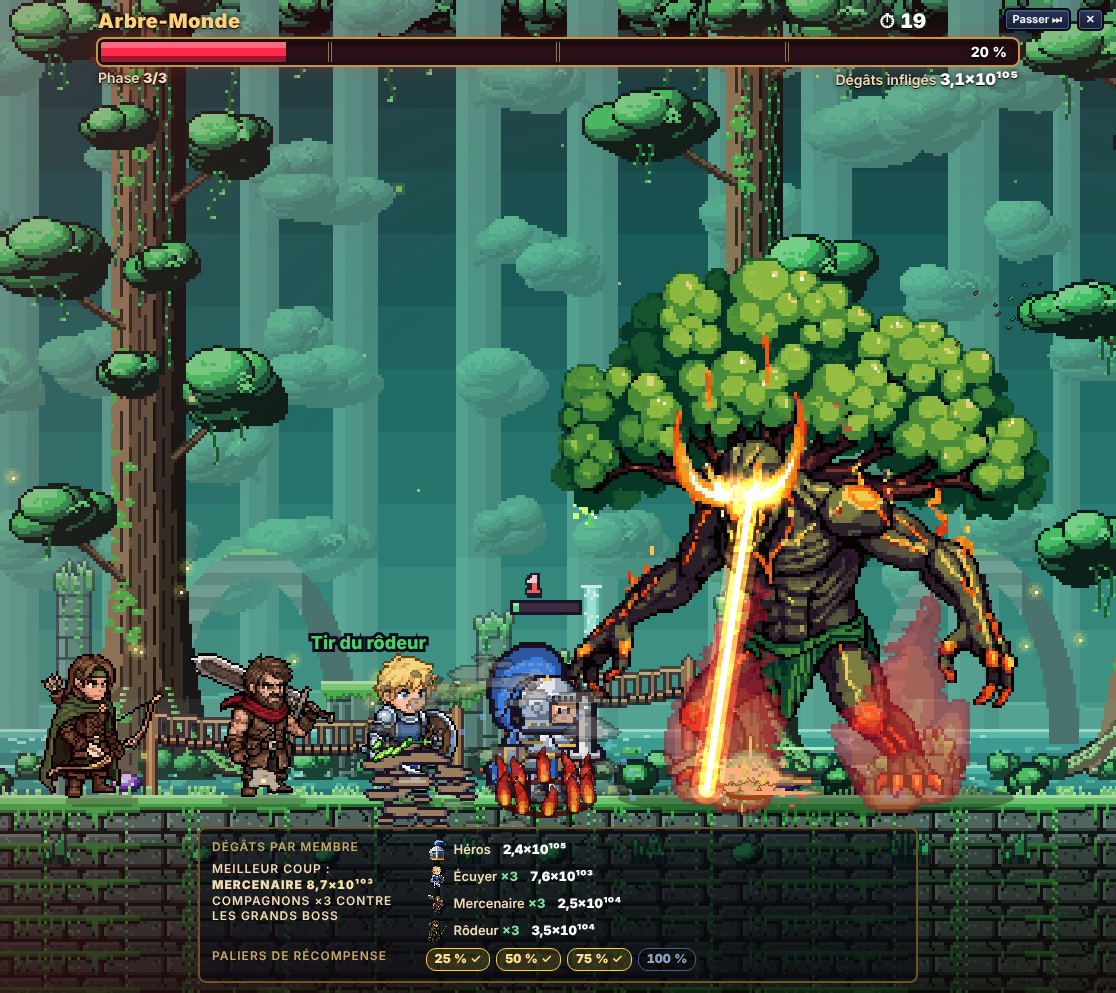 Arbre-Monde
⏱ 19
Passer ⏭
✕
20 %
Phase 3/3
Dégâts infligés 3,1×10¹⁰⁵
1
Tir du rôdeur
DÉGÂTS PAR MEMBRE
MEILLEUR COUP :
MERCENAIRE 8,7×10¹⁰³
COMPAGNONS ×3 CONTRE
LES GRANDS BOSS
Héros 2,4×10¹⁰⁵
Écuyer ×3 7,6×10¹⁰³
Mercenaire ×3 2,5×10¹⁰⁴
Rôdeur ×3 3,5×10¹⁰⁴
PALIERS DE RÉCOMPENSE
25 % ✓ 50 % ✓ 75 % ✓ 100 %